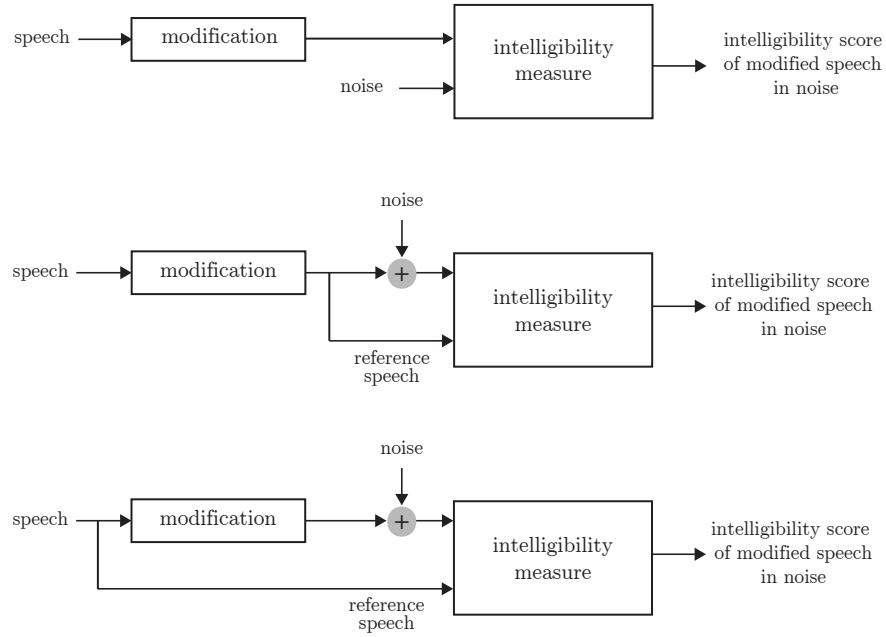 speech
modification
noise
intelligibility
measure
intelligibility score
of modified speech
in noise
noise
speech
modification
+
reference
speech
intelligibility
measure
intelligibility score
of modified speech
in noise
noise
speech
modification
+
reference
speech
intelligibility
measure
intelligibility score
of modified speech
in noise